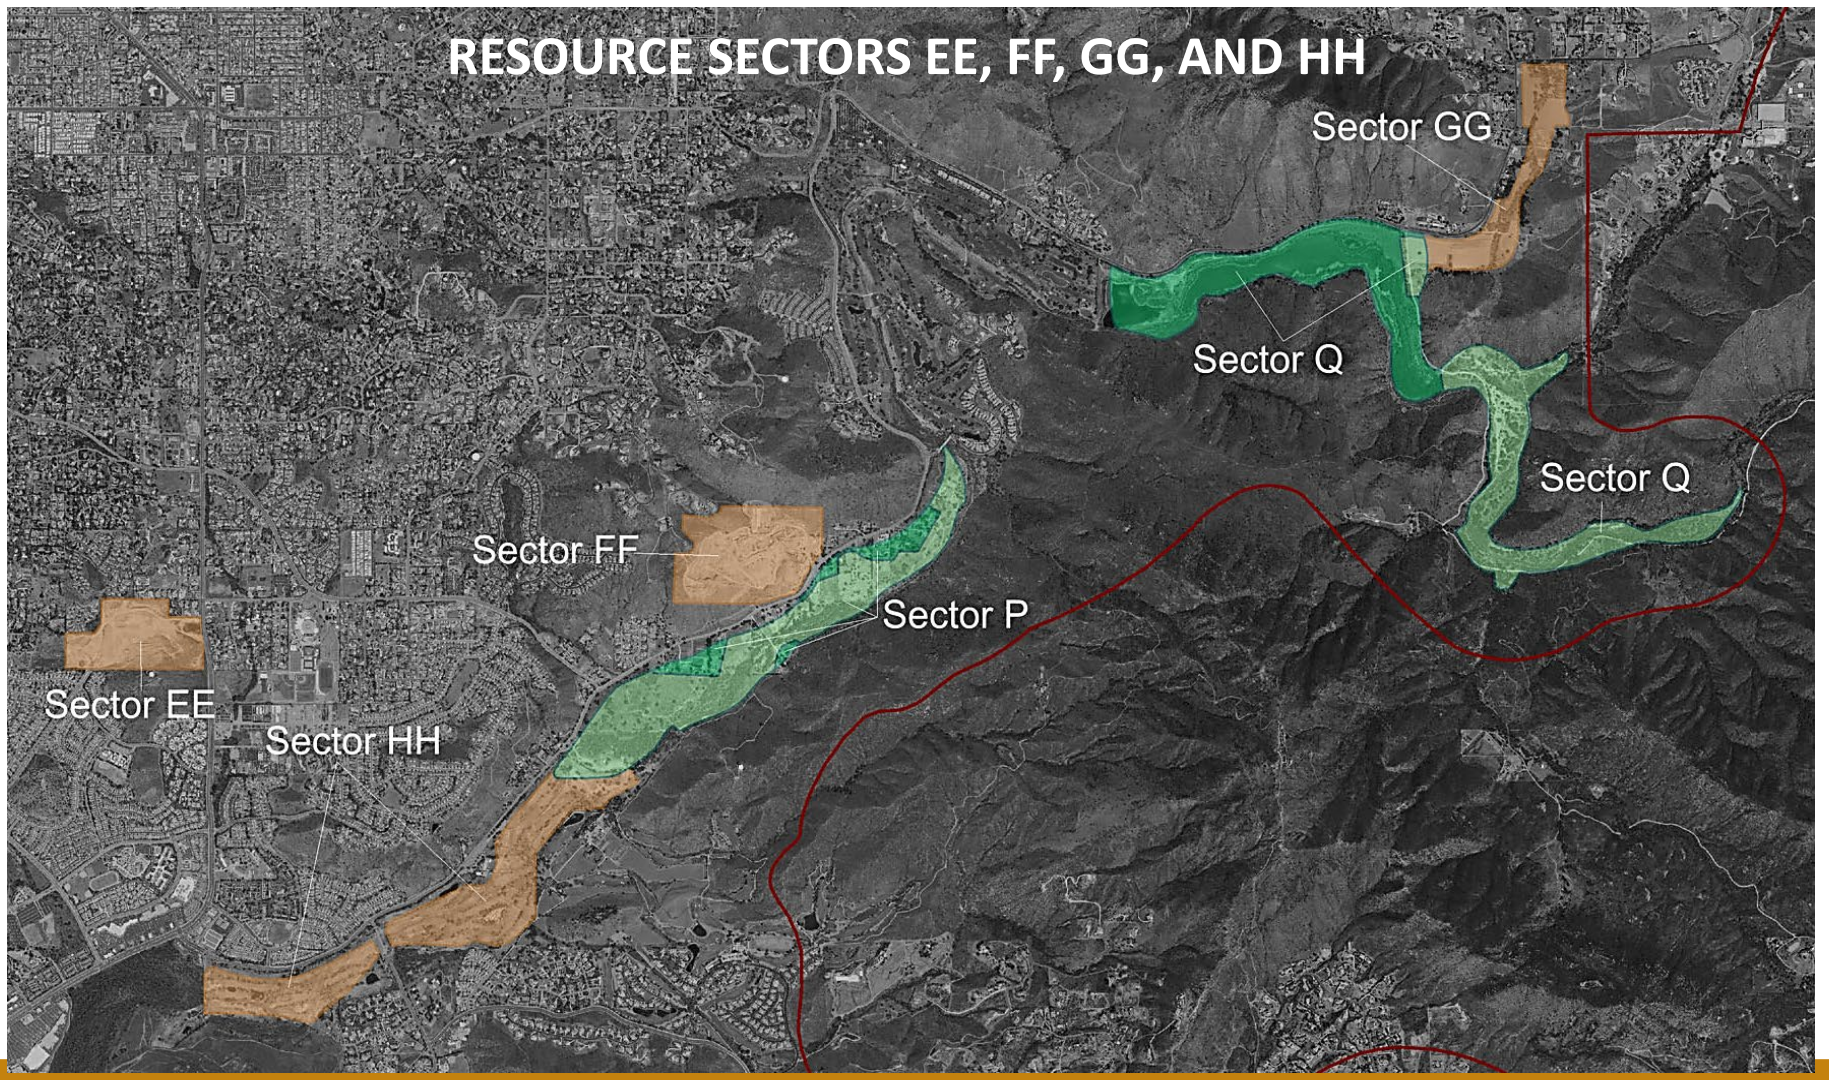 RESOURCE SECTORS EE, FF, GG, AND HH
Sector GG
Sector Q
Sector Q
Sector FF
Sector P
Sector EE
Sector HH